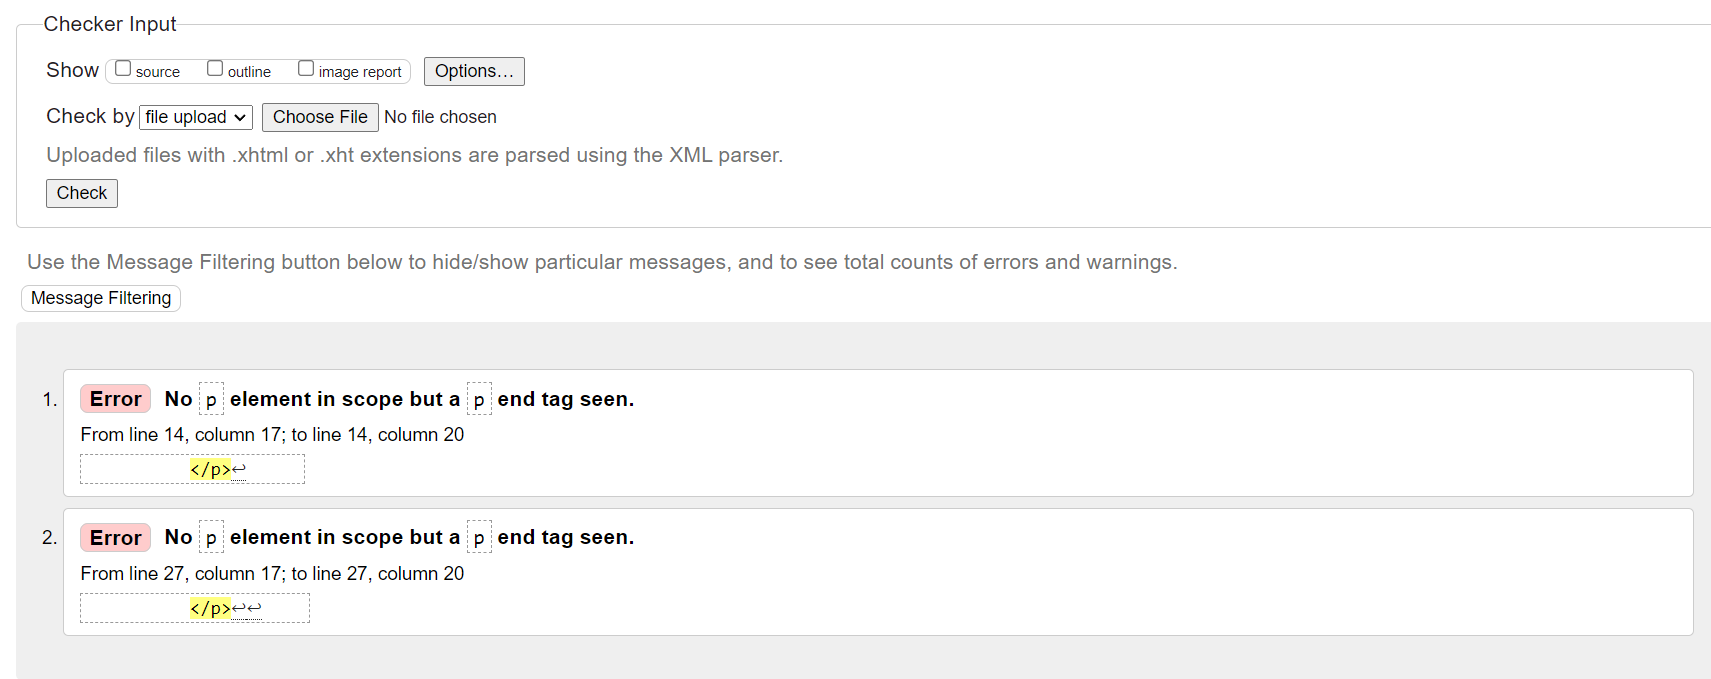 Checker Input
Show source outline image report Options...
Check by file upload Choose File No file chosen
Uploaded files with .xhtml or .xht extensions are parsed using the XML parser.
Check
Use the Message Filtering button below to hide/show particular messages, and to see total counts of errors and warnings.
Message Filtering
1. Error No p element in scope but a p end tag seen.
From line 14, column 17; to line 14, column 20
</p>↩
2. Error No p element in scope but a p end tag seen.
From line 27, column 17; to line 27, column 20
</p>↩↩